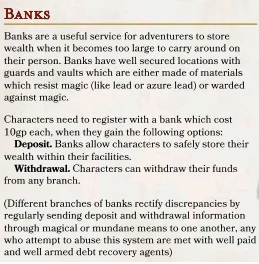 BANKS
Banks are a useful service for adventurers to store
wealth when it becomes too large to carry around on
their person. Banks have well secured locations with
guards and vaults which are either made of materials
which resist magic (like lead or azure lead) or warded
against magic.
Characters need to register with a bank which cost
10gp each, when they gain the following options:
Deposit. Banks allow characters to safely store their
wealth within their facilities.
Withdrawal. Characters can withdraw their funds
from any branch.
(Different branches of banks rectify discrepancies by
regularly sending deposit and withdrawal information
through magical or mundane means to one another, any
who attempt to abuse this system are met with well paid
and well armed debt recovery agents)